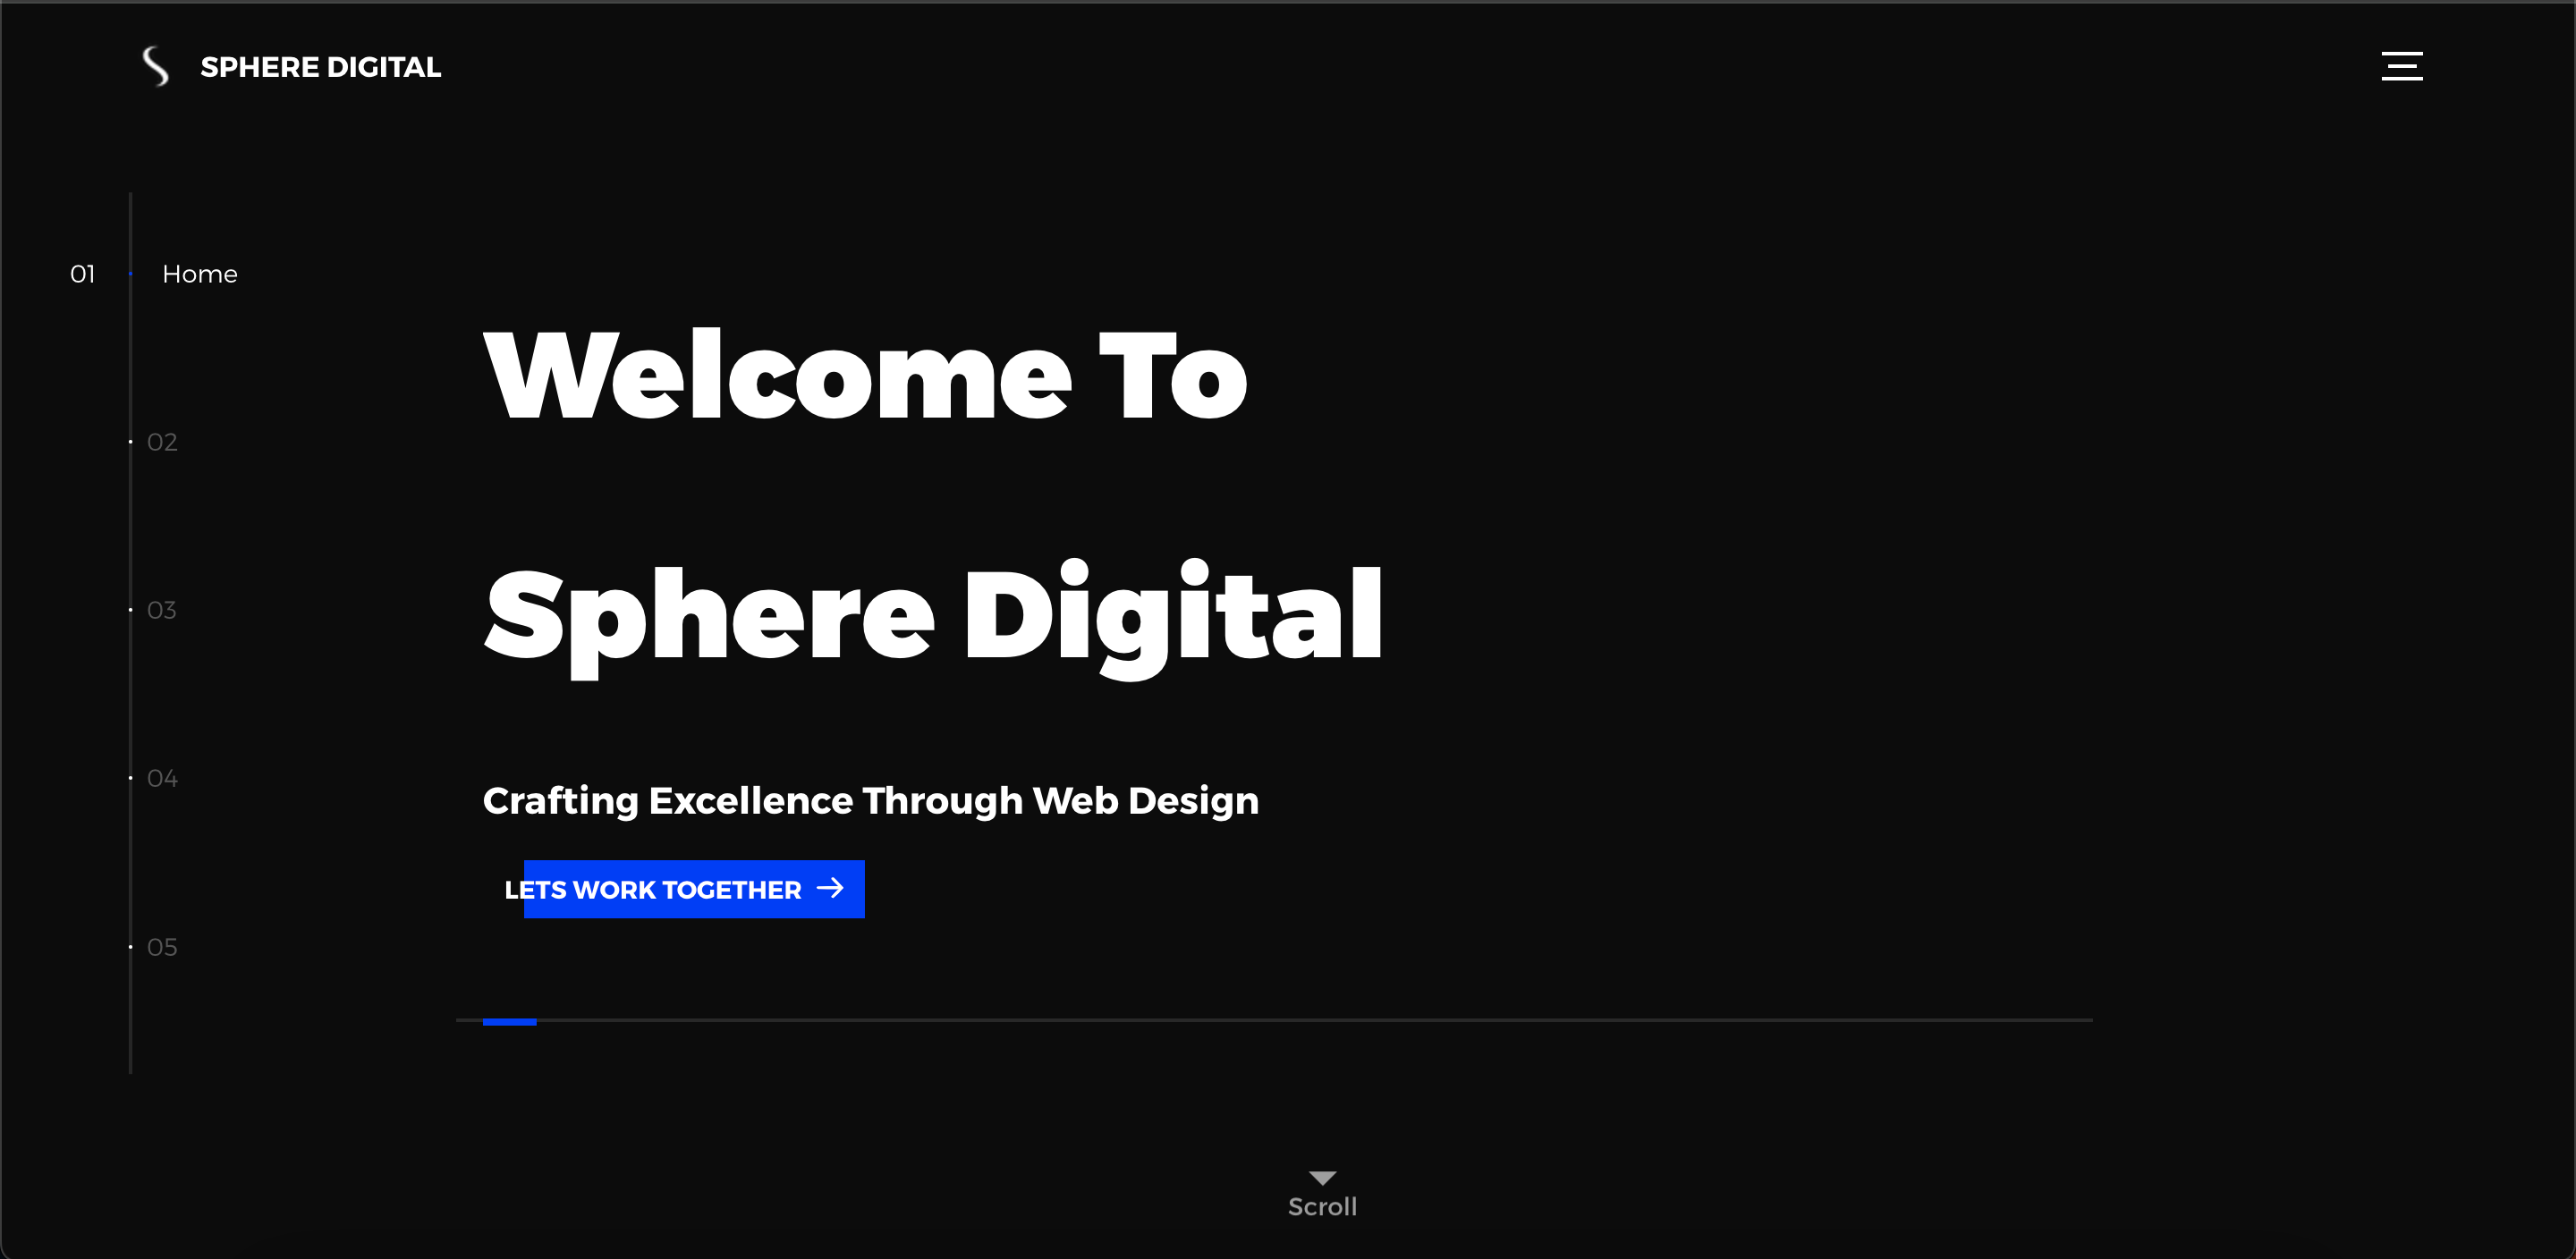 SPHERE DIGITAL
01 Home
Welcome To
02
Sphere Digital
03
04
Crafting Excellence Through Web Design
LETS WORK TOGETHER
05
Scroll